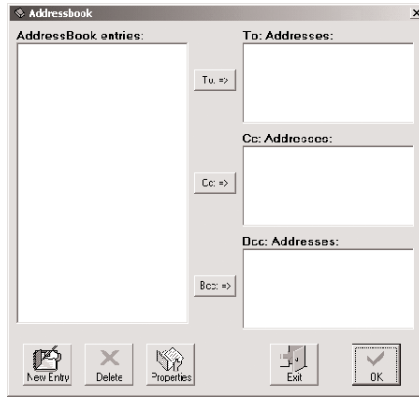 Addressbook
AddressBook entries:
To: Addresses:
To: =>
Cc: Addresses:
Cc: =>
Bcc: Addresses:
Bcc: =>
New Entry
Delete
Properties
Exit
OK